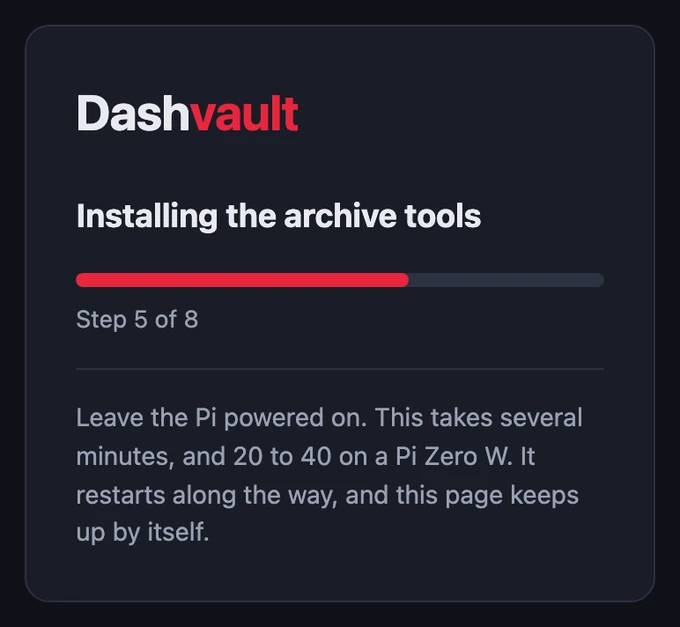 Dashvault
Installing the archive tools
Step 5 of 8
Leave the Pi powered on. This takes several
minutes, and 20 to 40 on a Pi Zero W. It
restarts along the way, and this page keeps
up by itself.